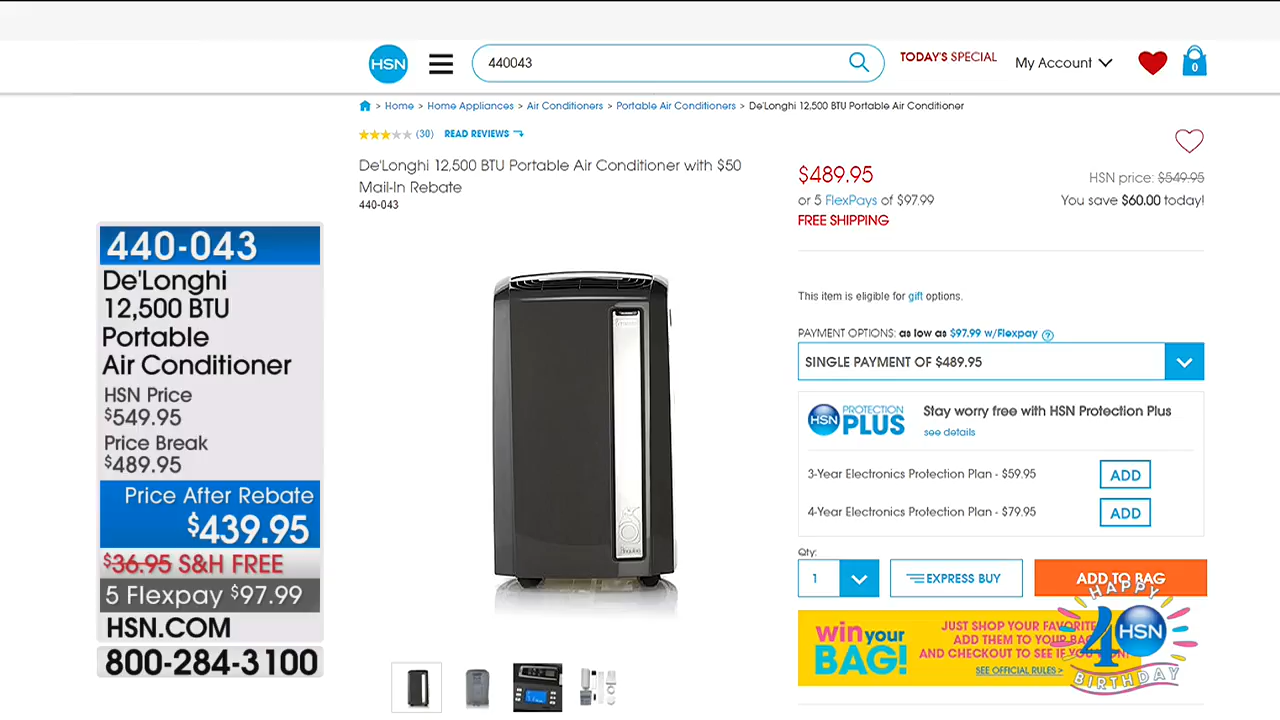 HSN
440043
TODAY'S SPECIAL
My Account
0
> Home > Home Appliances > Air Conditioners > Portable Air Conditioners > De'Longhi 12,500 BTU Portable Air Conditioner
(30) READ REVIEWS
De'Longhi 12,500 BTU Portable Air Conditioner with $50
Mail-In Rebate
440-043
$489.95
HSN price: $549.95
or 5 FlexPays of $97.99
You save $60.00 today!
FREE SHIPPING
440-043
De'Longhi
12,500 BTU
Portable
Air Conditioner
HSN Price
$549.95
Price Break
$489.95
Price After Rebate
$439.95
$36.95 S&H FREE
5 Flexpay $97.99
HSN.COM
800-284-3100
This item is eligible for gift options.
PAYMENT OPTIONS: as low as $97.99 w/Flexpay ?
SINGLE PAYMENT OF $489.95
HSN PROTECTION PLUS
Stay worry free with HSN Protection Plus
see details
3-Year Electronics Protection Plan - $59.95
ADD
4-Year Electronics Protection Plan - $79.95
ADD
Qty:
1
EXPRESS BUY
ADD TO BAG
win your
BAG!
JUST SHOP YOUR FAVORITE
ADD THEM TO YOUR BAG
AND CHECKOUT TO SEE IF YOU WON!
SEE OFFICIAL RULES >
HAPPY
40 HSN
BIRTHDAY